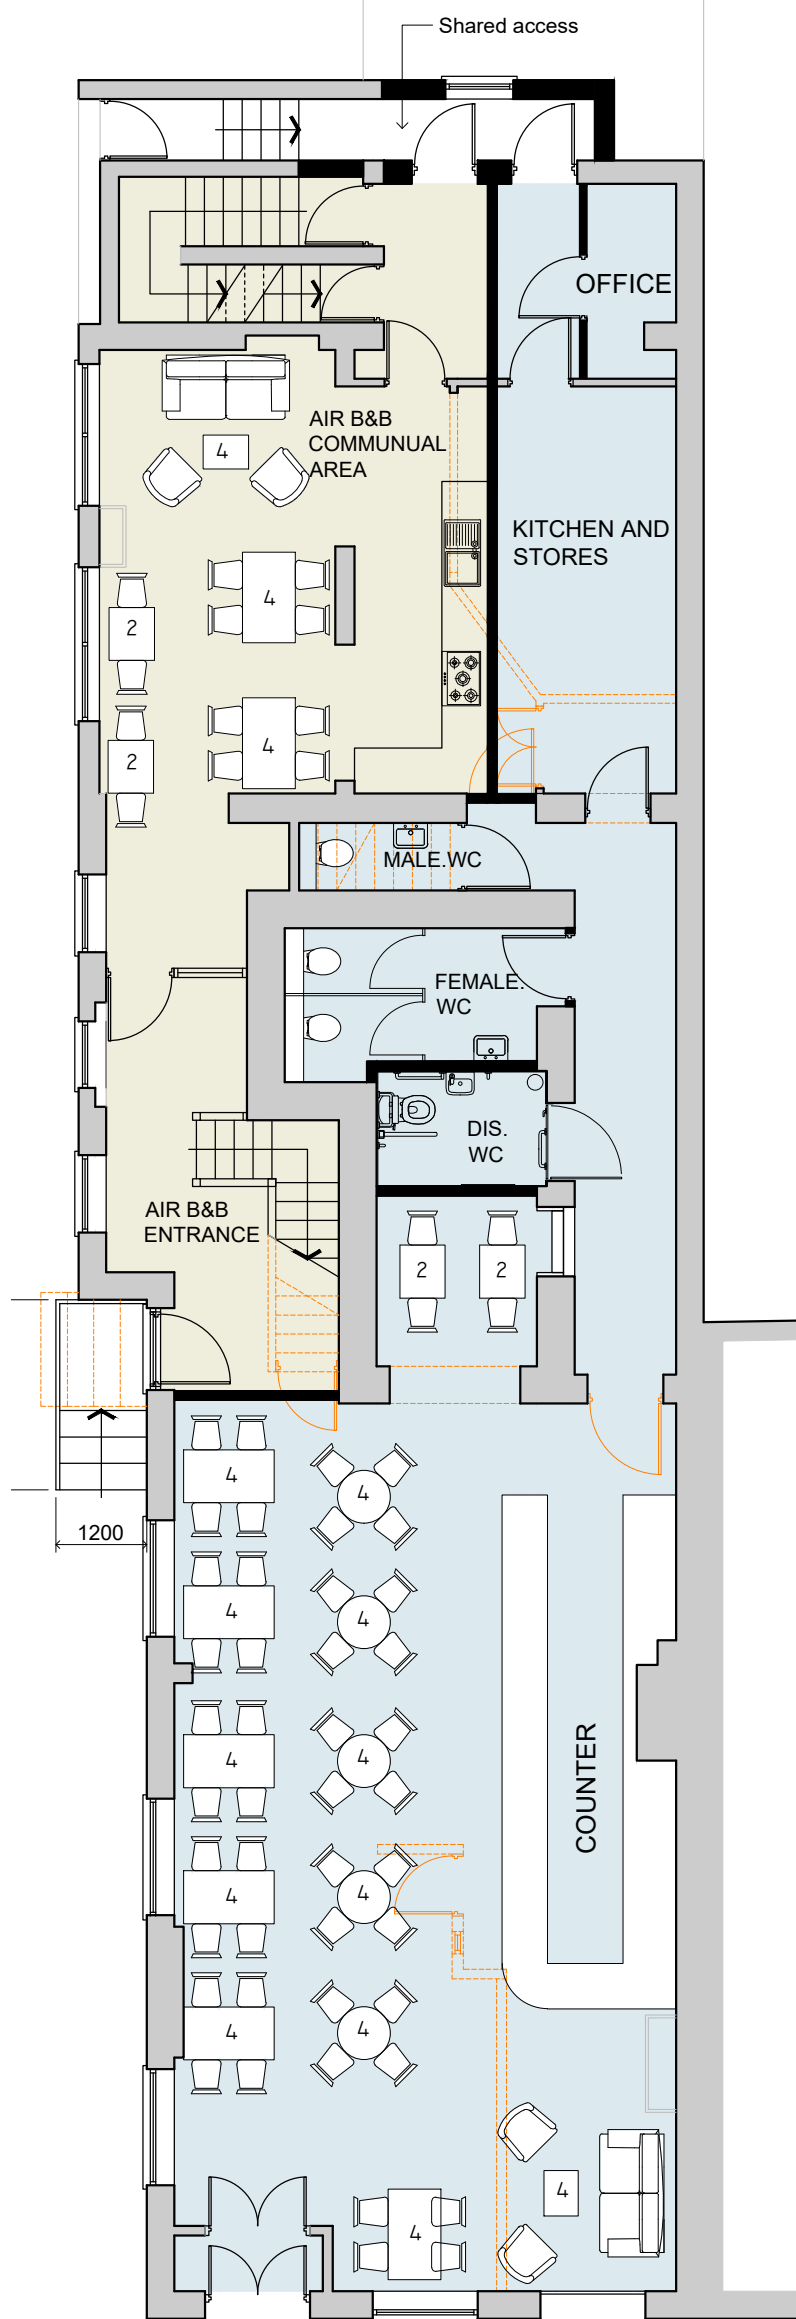 Shared access
OFFICE
AIR B&B
COMMUNUAL
AREA
4
KITCHEN AND
STORES
4
2
4
2
MALE.WC
FEMALE.
WC
DIS.
WC
AIR B&B
ENTRANCE
2
2
4
4
1200
4
4
4
4
COUNTER
4
4
4
4
4
4